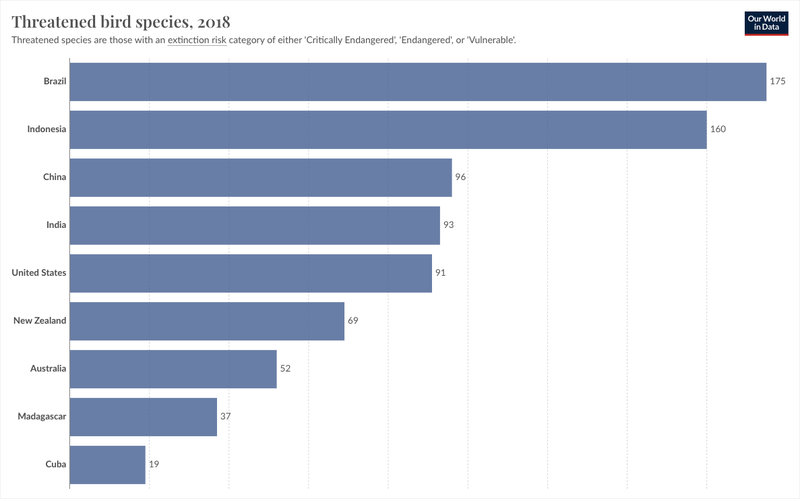 Threatened bird species, 2018
Our World
in Data
Threatened species are those with an extinction risk category of either 'Critically Endangered', 'Endangered', or 'Vulnerable'.
Brazil 175
Indonesia 160
China 96
India 93
United States 91
New Zealand 69
Australia 52
Madagascar 37
Cuba 19